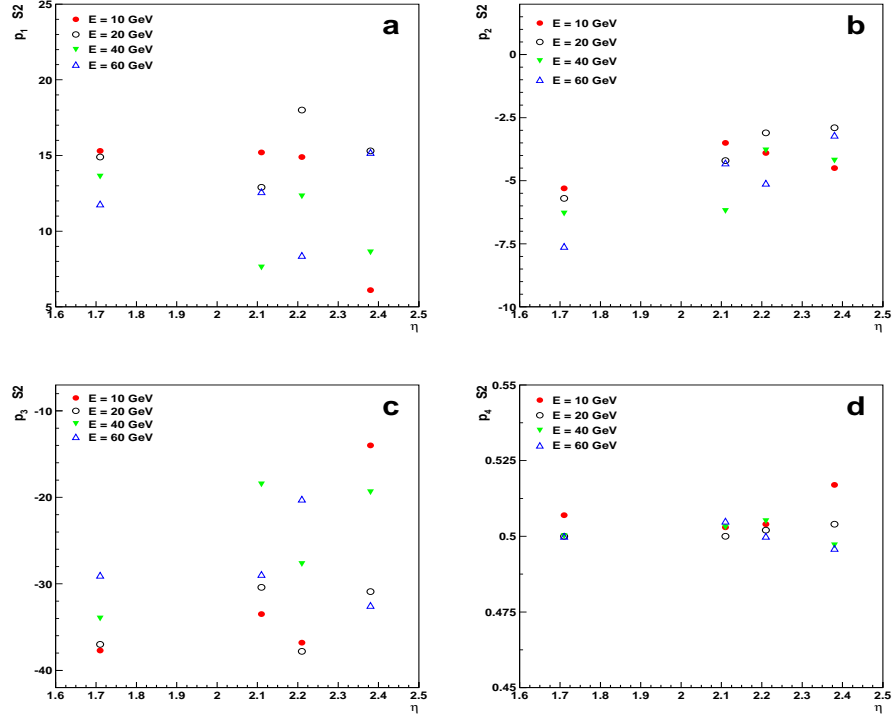 p1 S2
a
E = 10 GeV
E = 20 GeV
E = 40 GeV
E = 60 GeV
25
20
15
10
5
1.6 1.7 1.8 1.9 2 2.1 2.2 2.3 2.4 2.5
η
p2 S2
b
E = 10 GeV
E = 20 GeV
E = 40 GeV
E = 60 GeV
0
-2.5
-5
-7.5
-10
1.6 1.7 1.8 1.9 2 2.1 2.2 2.3 2.4 2.5
η
p3 S2
c
E = 10 GeV
E = 20 GeV
E = 40 GeV
E = 60 GeV
-10
-20
-30
-40
1.6 1.7 1.8 1.9 2 2.1 2.2 2.3 2.4 2.5
η
p4 S2
d
E = 10 GeV
E = 20 GeV
E = 40 GeV
E = 60 GeV
0.55
0.525
0.5
0.475
0.45
1.6 1.7 1.8 1.9 2 2.1 2.2 2.3 2.4 2.5
η